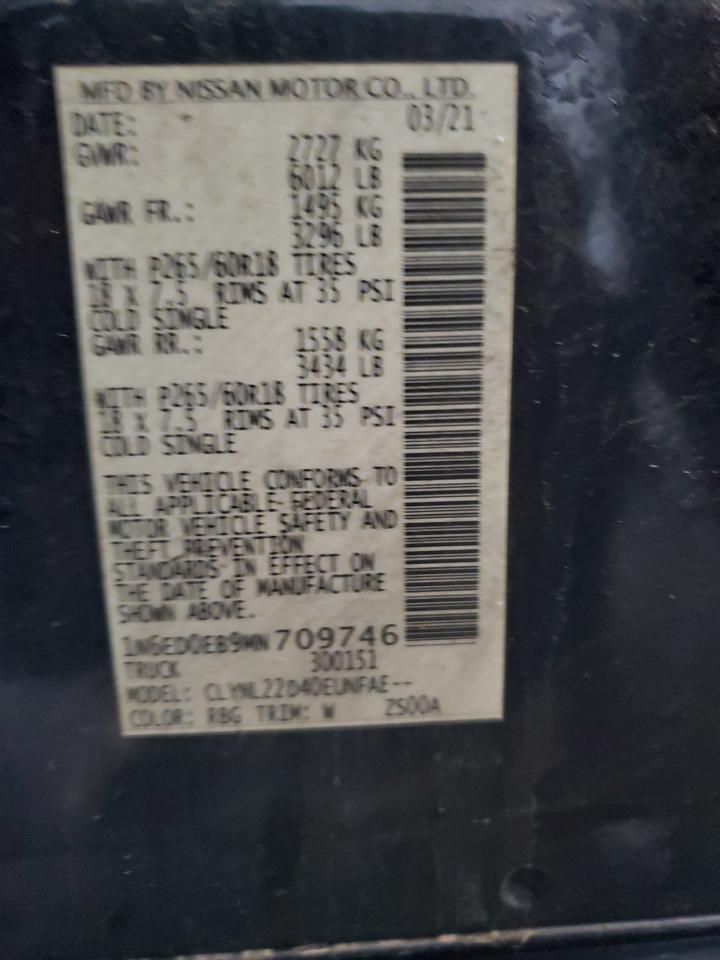 MFD BY NISSAN MOTOR CO., LTD.
DATE: 03/21
GVWR: 2727 KG
6012 LB
GAWR FR.: 1495 KG
3296 LB
WITH P265/60R18 TIRES
18 X 7.5 RIMS AT 35 PSI
COLD SINGLE
GAWR RR.: 1558 KG
3434 LB
WITH P265/60R18 TIRES
18 X 7.5 RIMS AT 35 PSI
COLD SINGLE
THIS VEHICLE CONFORMS TO
ALL APPLICABLE FEDERAL
MOTOR VEHICLE SAFETY AND
THEFT PREVENTION
STANDARDS IN EFFECT ON
THE DATE OF MANUFACTURE
SHOWN ABOVE.
1N6ED0EB9MN709746
TRUCK 300151
MODEL: CLYNL22D40EUNFAE--
COLOR: RBG TRIM: W ZS00A